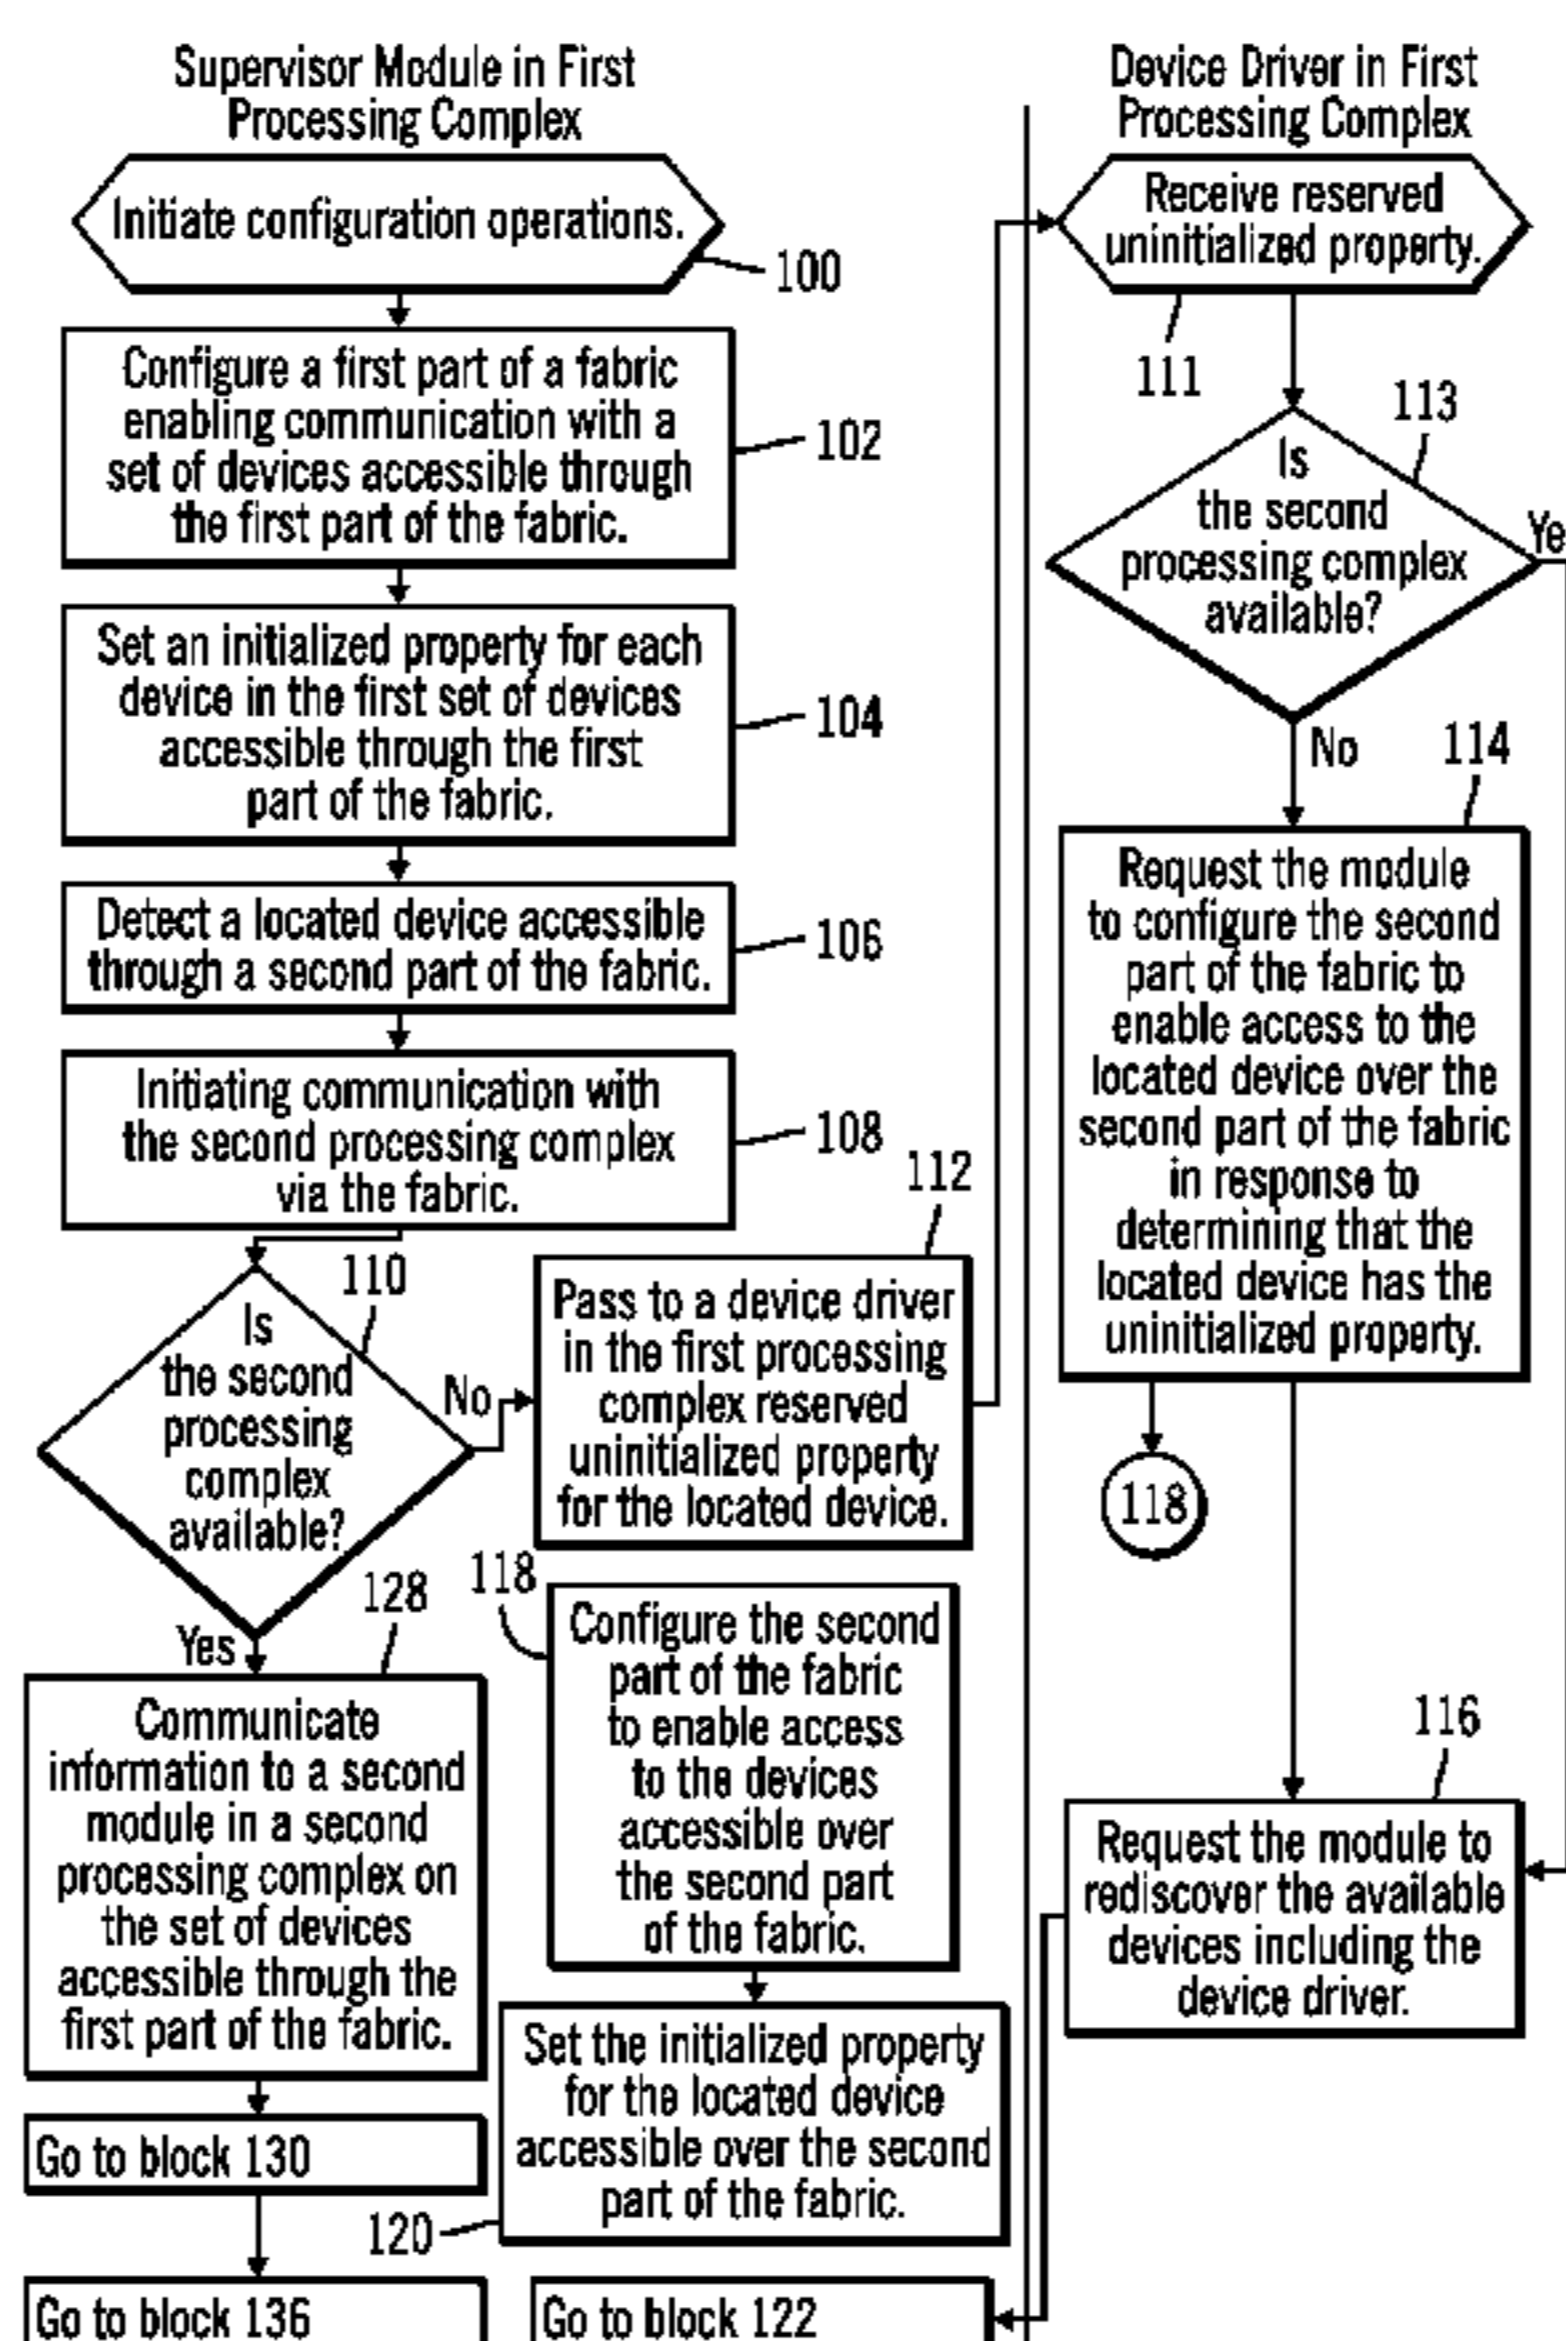 Supervisor Module in First
Processing Complex
Initiate configuration operations.
100
Configure a first part of a fabric
enabling communication with a
set of devices accessible through
the first part of the fabric.
102
Set an initialized property for each
device in the first set of devices
accessible through the first
part of the fabric.
104
Detect a located device accessible
through a second part of the fabric.
106
Initiating communication with
the second processing complex
via the fabric.
108
110
Is
the second
processing
complex
available?
No
Yes
112
Pass to a device driver
in the first processing
complex reserved
uninitialized property
for the located device.
128
Communicate
information to a second
module in a second
processing complex on
the set of devices
accessible through the
first part of the fabric.
Go to block 130
Go to block 136
118
Configure the second
part of the fabric
to enable access
to the devices
accessible over
the second part
of the fabric.
Set the initialized property
for the located device
accessible over the second
part of the fabric.
120
Go to block 122
Device Driver in First
Processing Complex
Receive reserved
uninitialized property.
111
113
Is
the second
processing complex
available?
Ye
No
114
Request the module
to configure the second
part of the fabric to
enable access to the
located device over the
second part of the fabric
in response to
determining that the
located device has the
uninitialized property.
118
116
Request the module to
rediscover the available
devices including the
device driver.